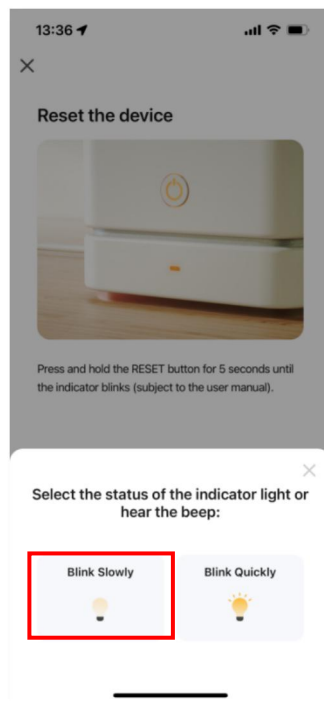 13:36
Reset the device
Press and hold the RESET button for 5 seconds until
the indicator blinks (subject to the user manual).
Select the status of the indicator light or
hear the beep:
Blink Slowly
Blink Quickly